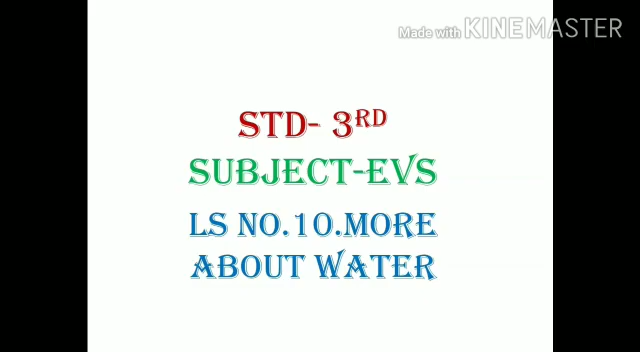 Made with KINEMASTER
STD- 3RD
SUBJECT-EVS
LS NO.10.MORE
ABOUT WATER